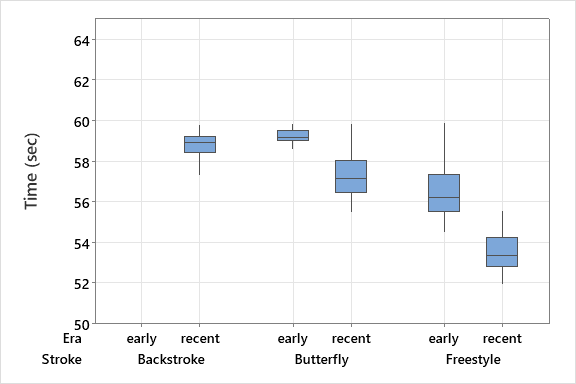 Time (sec)
64
62
60
58
56
54
52
50
Era early recent early recent early recent
Stroke Backstroke Butterfly Freestyle